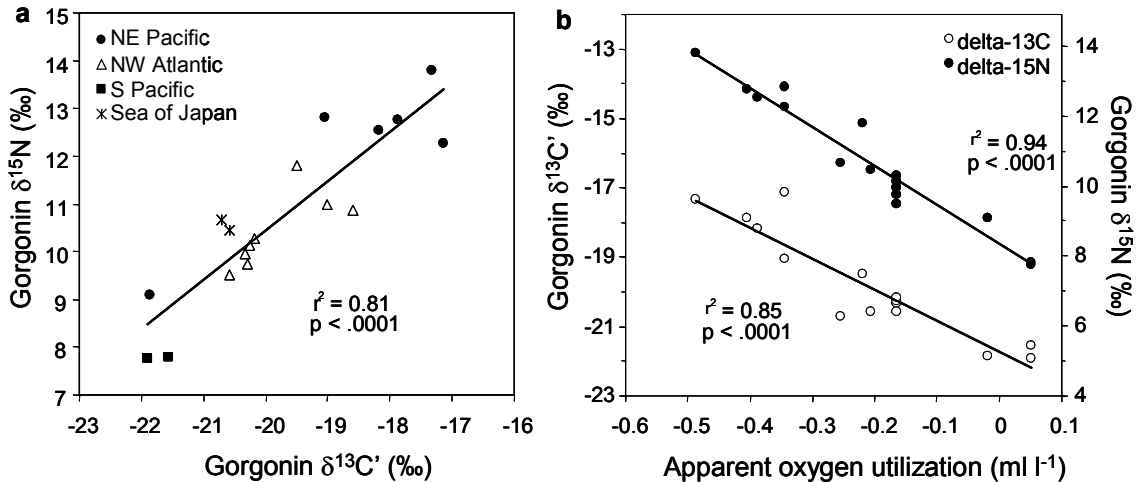 a
15
14
13
12
11
10
9
8
7
Gorgonin δ¹⁵N (‰)
NE Pacific
NW Atlantic
S Pacific
Sea of Japan
r² = 0.81
p < .0001
-23 -22 -21 -20 -19 -18 -17 -16
Gorgonin δ¹³C’ (‰)
b
-13
-15
-17
-19
-21
-23
Gorgonin δ¹³C’ (‰)
delta-13C
delta-15N
r² = 0.94
p < .0001
r² = 0.85
p < .0001
14
12
10
8
6
4
Gorgonin δ¹⁵N
(‰)
-0.6 -0.5 -0.4 -0.3 -0.2 -0.1 0 0.1
Apparent oxygen utilization (ml l⁻¹)